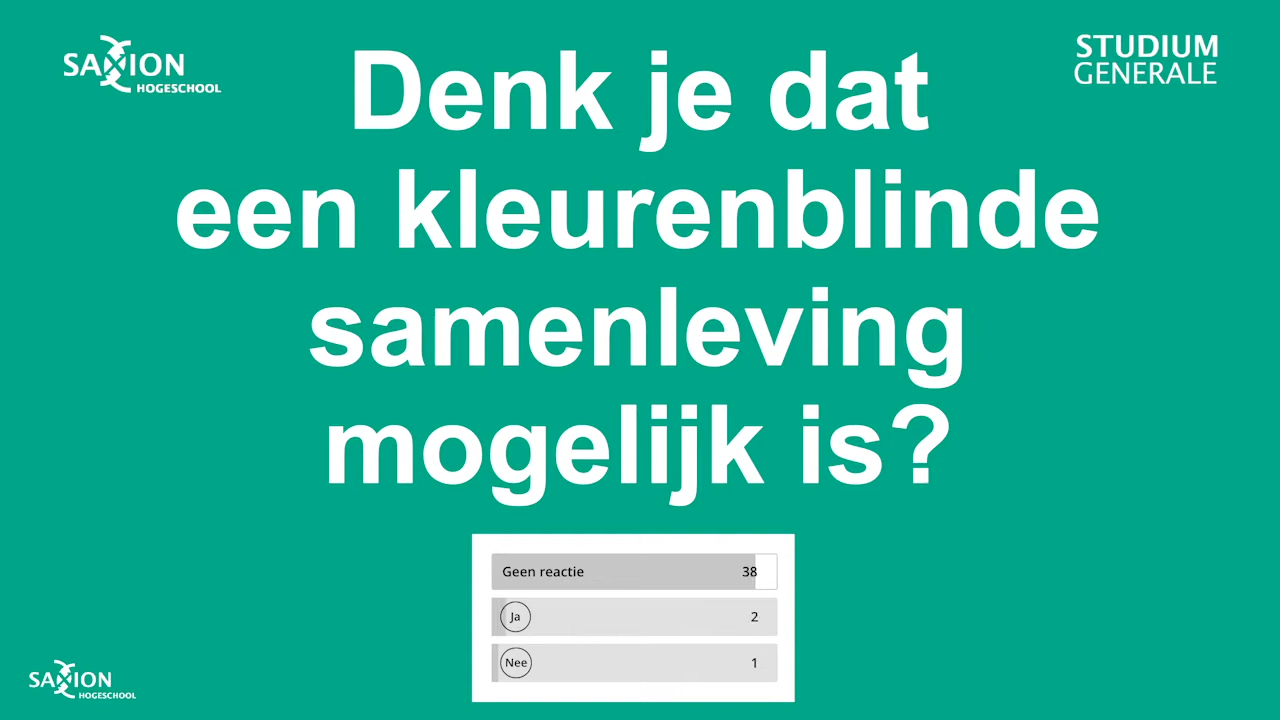 SAXION
HOGESCHOOL
STUDIUM
GENERALE
Denk je dat
een kleurenblinde
samenleving
mogelijk is?
Geen reactie 38
Ja 2
Nee 1
SAXION
HOGESCHOOL